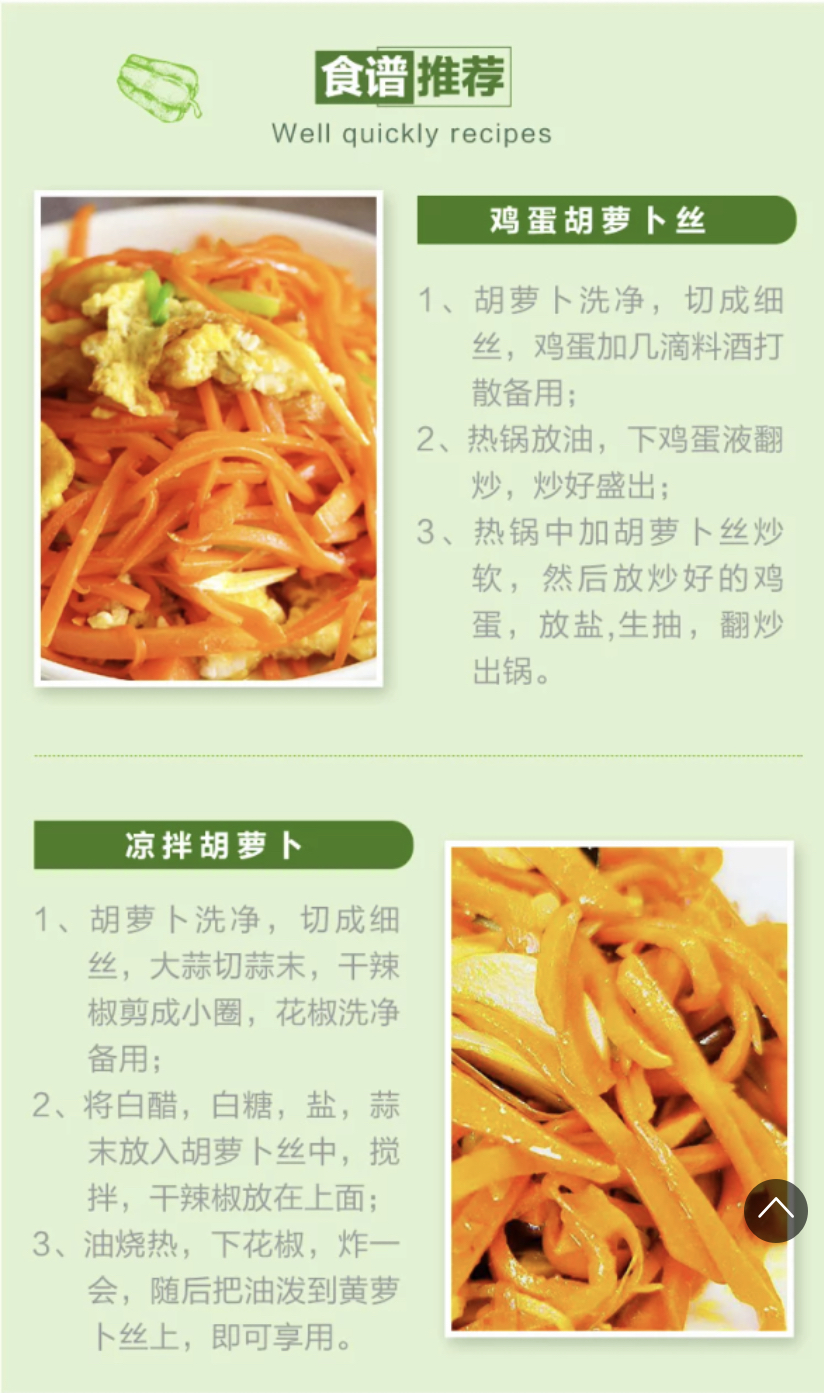 食谱推荐
Well quickly recipes
鸡蛋胡萝卜丝
1、胡萝卜洗净，切成细
丝，鸡蛋加几滴料酒打
散备用；
2、热锅放油，下鸡蛋液翻
炒，炒好盛出；
3、热锅中加胡萝卜丝炒
软，然后放炒好的鸡
蛋，放盐,生抽，翻炒
出锅。
凉拌胡萝卜
1、胡萝卜洗净，切成细
丝，大蒜切蒜末，干辣
椒剪成小圈，花椒洗净
备用；
2、将白醋，白糖，盐，蒜
末放入胡萝卜丝中，搅
拌，干辣椒放在上面；
3、油烧热，下花椒，炸一
会，随后把油泼到黄萝
卜丝上，即可享用。